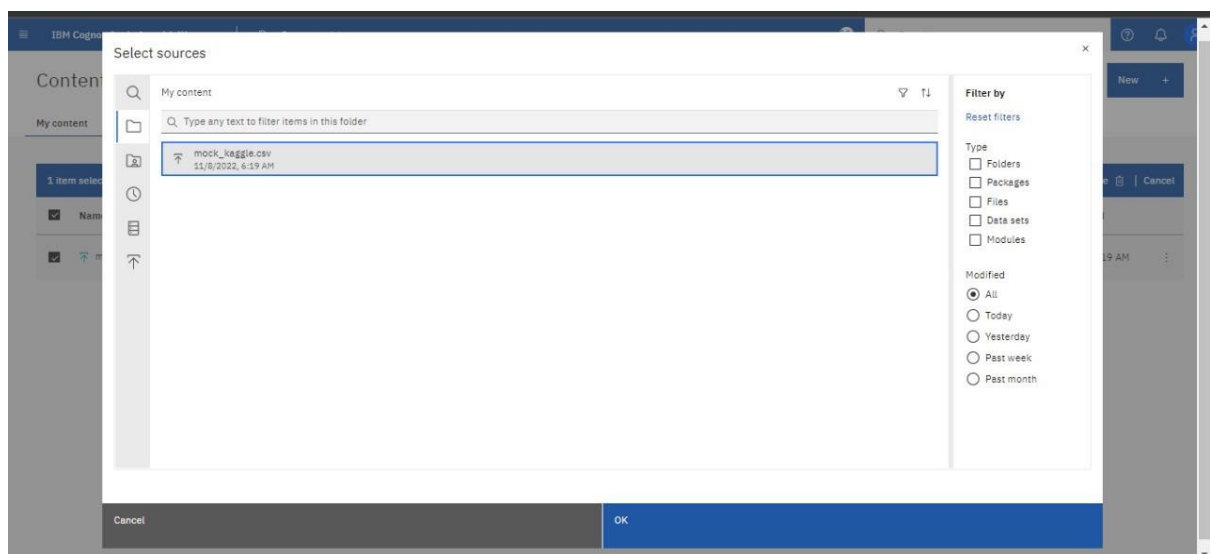 IBM Cogno
Select sources
Content
New +
My content
My content
Type any text to filter items in this folder
mock_kaggle.csv
11/8/2022, 6:19 AM
Filter by
Reset filters
Type
Folders
Packages
Files
Data sets
Modules
Modified
All
Today
Yesterday
Past week
Past month
1 item selec
Cancel
Nam
19 AM
Cancel
OK